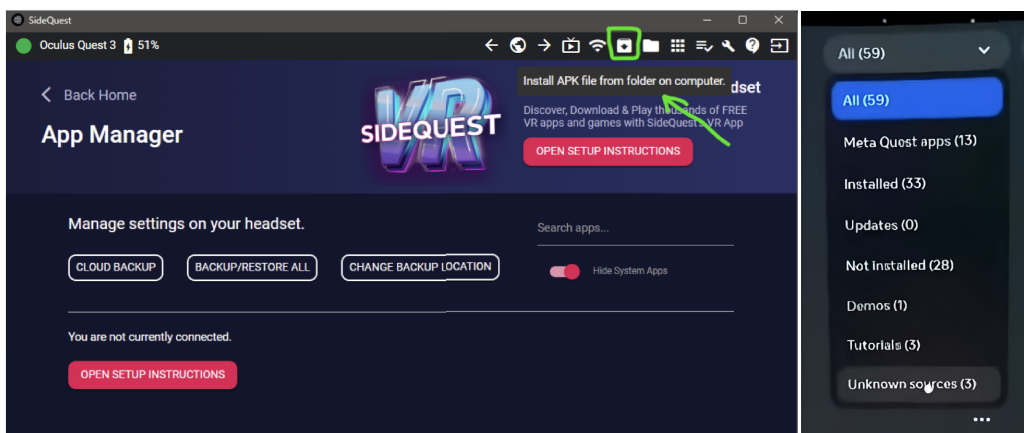 SideQuest
Oculus Quest 3 51%
Install APK file from folder on computer.
dset
Back Home
App Manager
VR
SIDEQUEST
Discover, Download & Play thousands of FREE
VR apps and games with SideQuest's VR App
OPEN SETUP INSTRUCTIONS
Manage settings on your headset.
Search apps...
CLOUD BACKUP
BACKUP/RESTORE ALL
CHANGE BACKUP LOCATION
Hide System Apps
You are not currently connected.
OPEN SETUP INSTRUCTIONS
All (59)
All (59)
Meta Quest apps (13)
Installed (33)
Updates (0)
Not Installed (28)
Demos (1)
Tutorials (3)
Unknown sources (3)